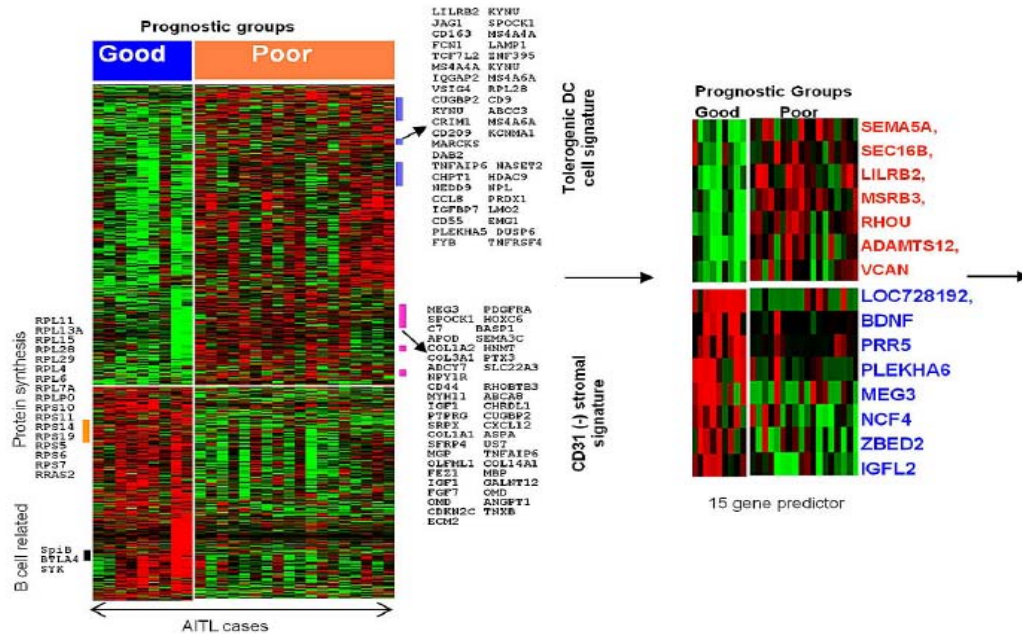 Prognostic groups
Good Poor
LILRB2 KYNU
JAG1 SPOCK1
CD163 MS4A4A
FCN1 LAMP1
TCF7L2 ZNF395
MS4A4A KYNU
IQGAP2 MS4A6A
VSIG4 RPL28
CUGBP2 CD9
KYNU ABCC3
CRIM1 MS4A6A
CD209 KCNMA1
MARCKS
DAB2
TNFAIP6 NASET2
CHPT1 HDAC9
NEDD9 NPL
CCL8 PRDX1
IGFBP7 LMO2
CD55 EMG1
PLEKHA5 DUSP6
FYB TNFRSF4
Tolerogenic DC
cell signature
MEG3 PDGFRA
SPOCK1 HOXC6
C7 BASP1
APOD SEMA3C
COL1A2 HNMT
COL3A1 PTX3
ADCY7 SLC22A3
NPY1R
CD44 RHOBTB3
MYH11 ABCA8
IGF1 CHRDL1
PTPRG CUGBP2
SRPX CXCL12
COL1A1 ASPA
SFRP4 UST
MGP TNFAIP6
OLFML1 COL14A1
FEZ1 MBP
IGF1 GALNT12
FGF7 OMD
OMD ANGPT1
CDKN2C TNXB
ECM2
CD31 (-) stromal
signature
Protein synthesis
RPL11
RPL13A
RPL15
RPL28
RPL29
RPL4
RPL6
RPL7A
RPLP0
RPS10
RPS11
RPS14
RPS19
RPS5
RPS6
RPS7
RRAS2
B cell related
SpiB
BTLA4
SYK
AITL cases
Prognostic Groups
Good Poor
SEMA5A,
SEC16B,
LILRB2,
MSRB3,
RHOU
ADAMTS12,
VCAN
LOC728192,
BDNF
PRR5
PLEKHA6
MEG3
NCF4
ZBED2
IGFL2
15 gene predictor